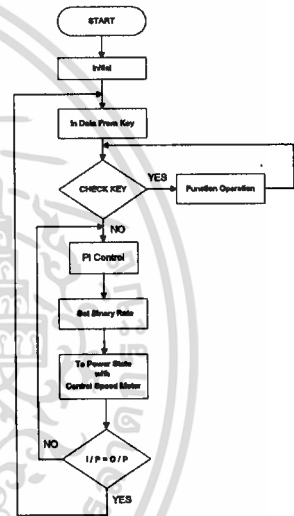 START
Initial
In Data From Key
CHECK KEY
YES
Function Operation
NO
PI Control
Set Binary Rate
To Power State
with
Control Speed Motor
NO
I / P = O / P
YES